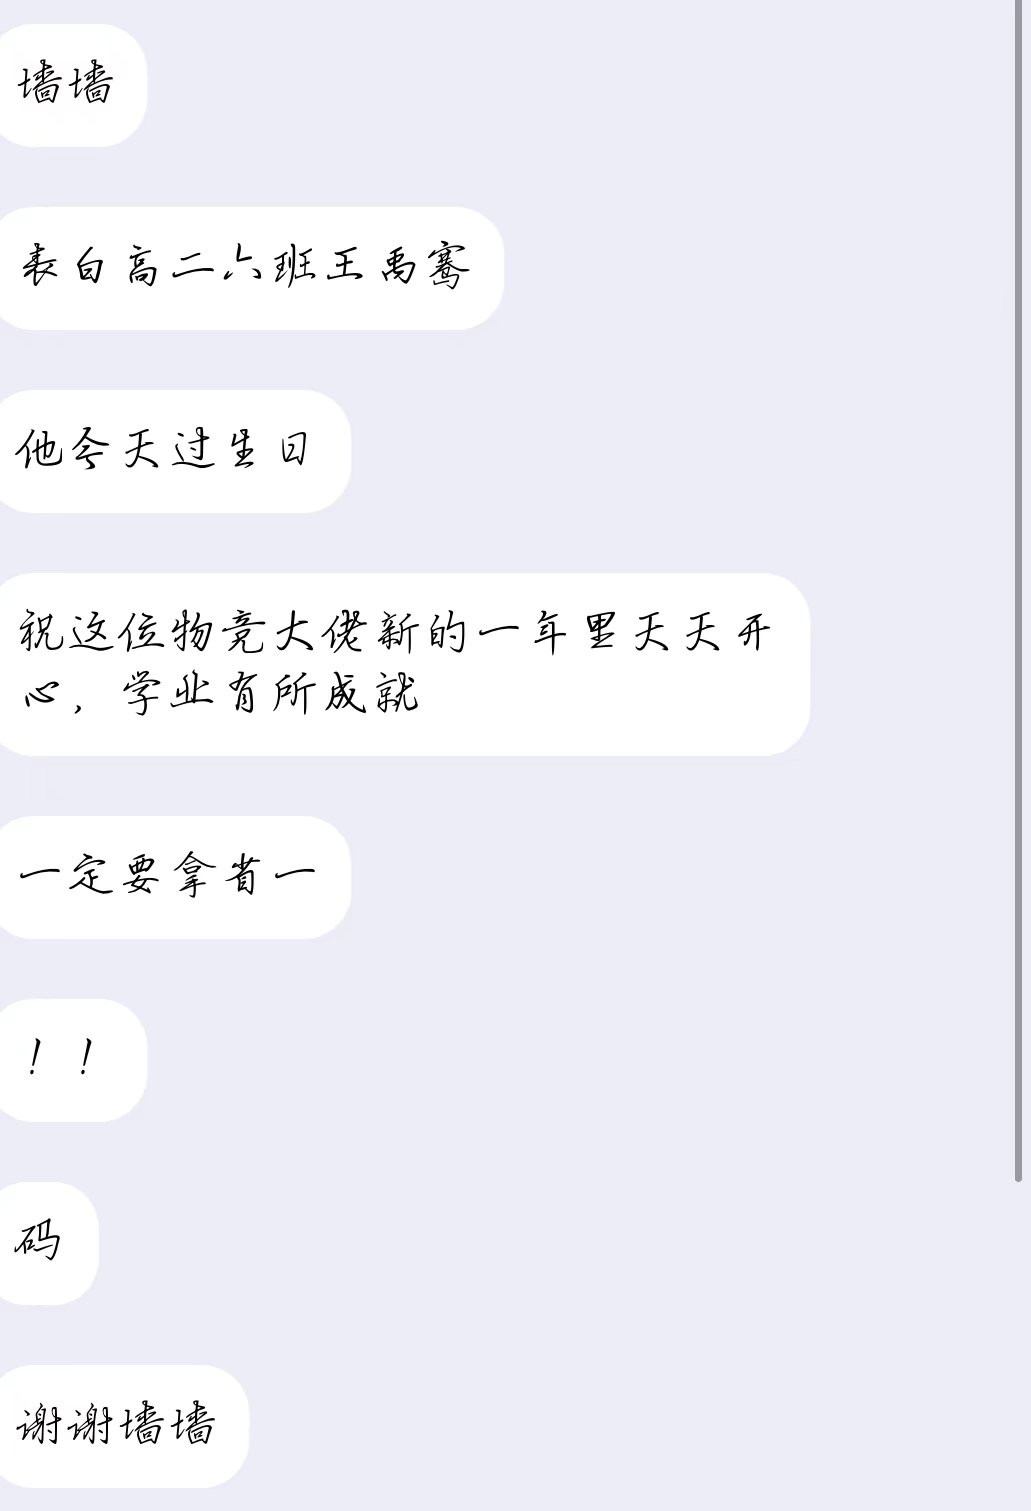 墙墙
表白高二六班王禹骞
他今天过生日
祝这位物竞大佬新的一年里天天开
心，学业有所成就
一定要拿省一
！！
码
谢谢墙墙